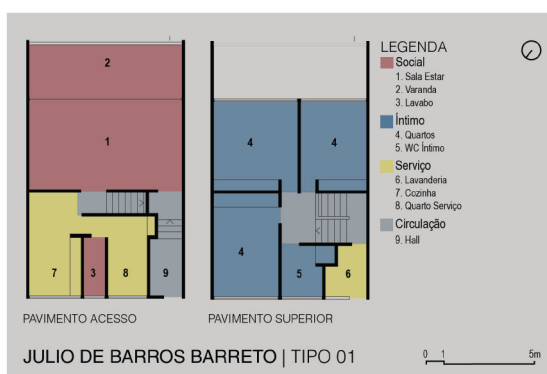 2
1
7
3
8
9
4
4
4
5
6
LEGENDA
Social
1. Sala Estar
2. Varanda
3. Lavabo
Íntimo
4. Quartos
5. WC Íntimo
Serviço
6. Lavanderia
7. Cozinha
8. Quarto Serviço
Circulação
9. Hall
PAVIMENTO ACESSO
PAVIMENTO SUPERIOR
JULIO DE BARROS BARRETO | TIPO 01
0 1 5m